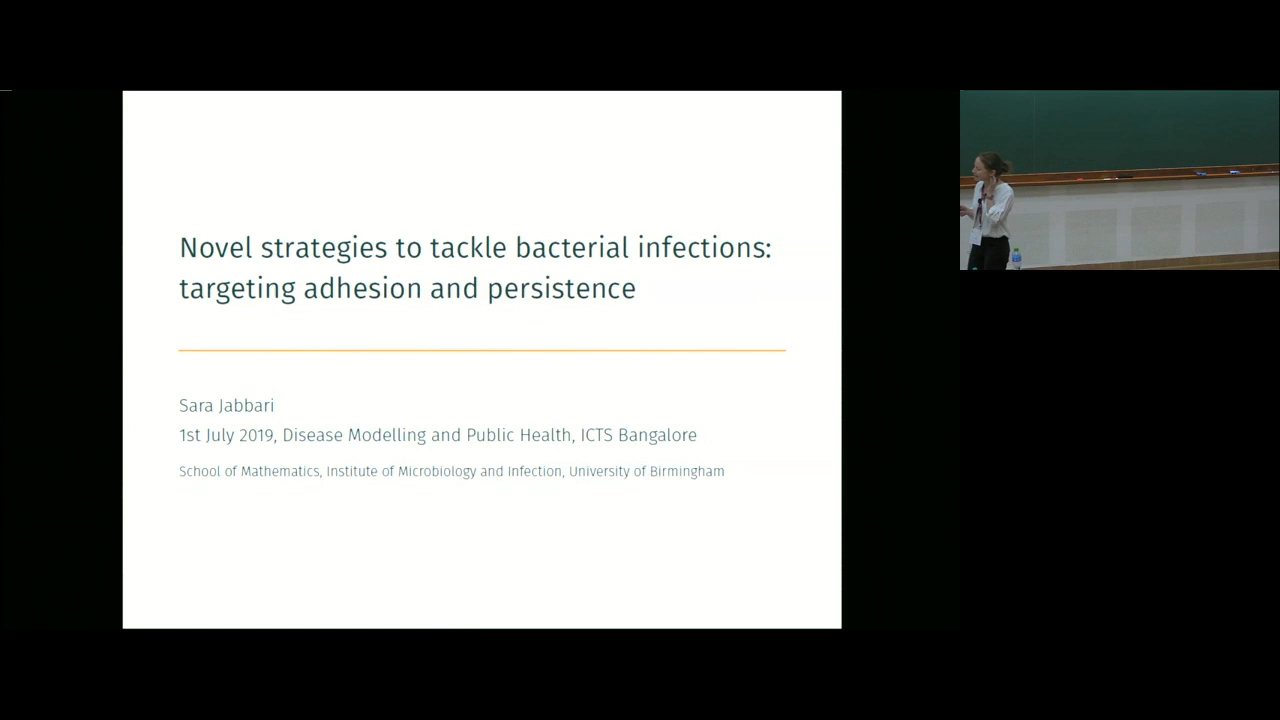 Novel strategies to tackle bacterial infections:
targeting adhesion and persistence
Sara Jabbari
1st July 2019, Disease Modelling and Public Health, ICTS Bangalore
School of Mathematics, Institute of Microbiology and Infection, University of Birmingham